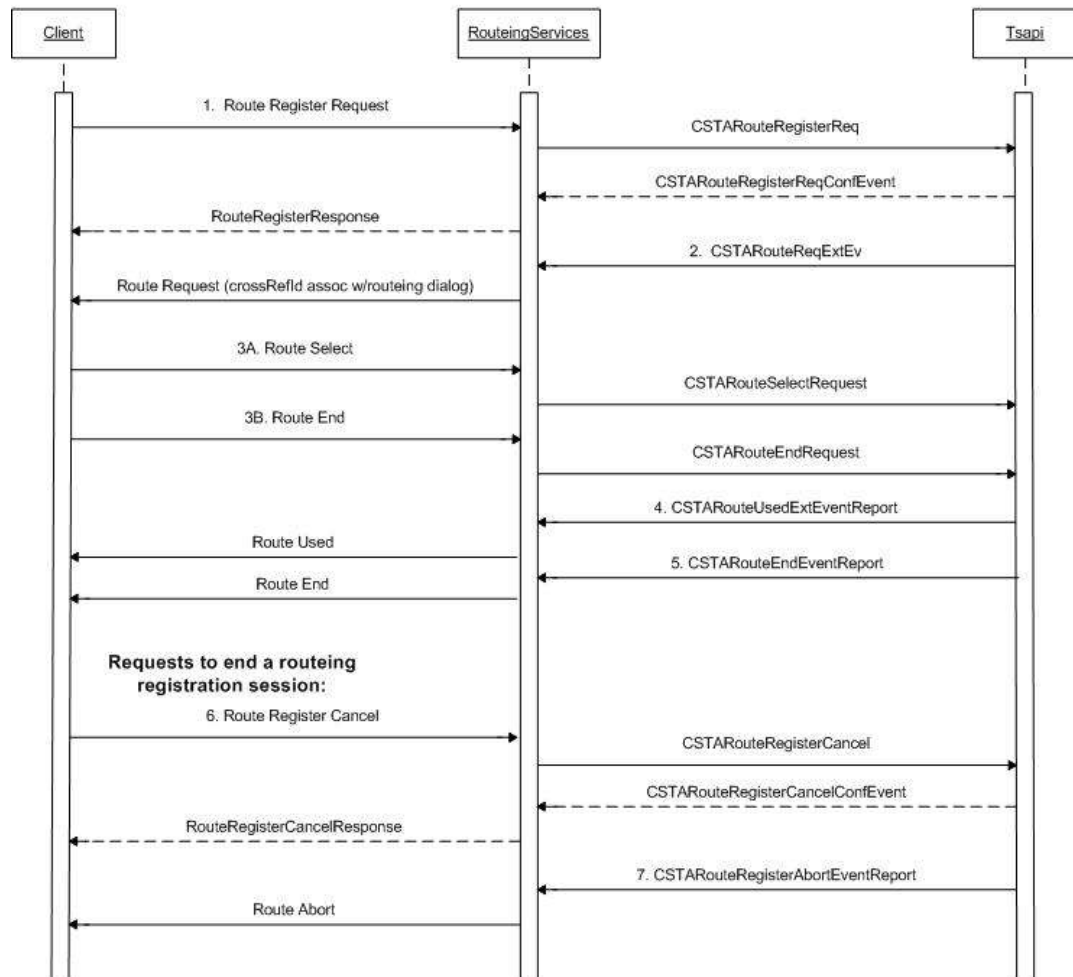 Client
RouteingServices
Tsapi
1. Route Register Request
CSTARouteRegisterReq
CSTARouteRegisterReqConfEvent
RouteRegisterResponse
2. CSTARouteReqExtEv
Route Request (crossRefId assoc w/routeing dialog)
3A. Route Select
CSTARouteSelectRequest
3B. Route End
CSTARouteEndRequest
4. CSTARouteUsedExtEventReport
Route Used
5. CSTARouteEndEventReport
Route End
Requests to end a routeing
registration session:
6. Route Register Cancel
CSTARouteRegisterCancel
CSTARouteRegisterCancelConfEvent
RouteRegisterCancelResponse
7. CSTARouteRegisterAbortEventReport
Route Abort